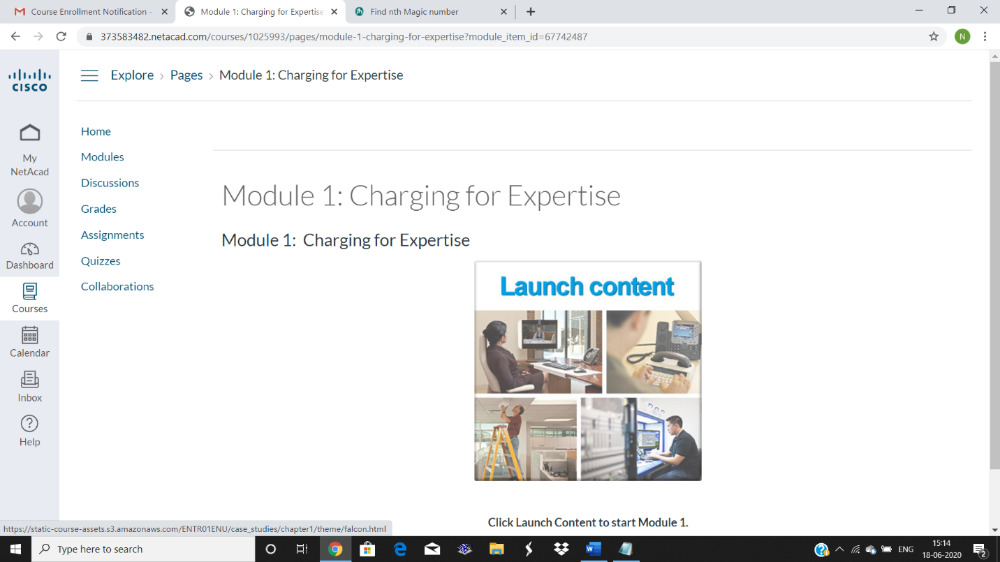 Course Enrollment Notification -
Module 1: Charging for Expertise
Find nth Magic number
373583482.netacad.com/courses/1025993/pages/module-1-charging-for-expertise?module_item_id=67742487
N
CISCO
Explore › Pages › Module 1: Charging for Expertise
My
NetAcad
Account
Dashboard
Courses
Calendar
Inbox
Help
Home
Modules
Discussions
Grades
Assignments
Quizzes
Collaborations
Module 1: Charging for Expertise
Module 1: Charging for Expertise
Launch content
Click Launch Content to start Module 1.
https://static-course-assets.s3.amazonaws.com/ENTR01ENU/case_studies/chapter1/theme/falcon.html
Type here to search
ENG
15:14
18-06-2020
2